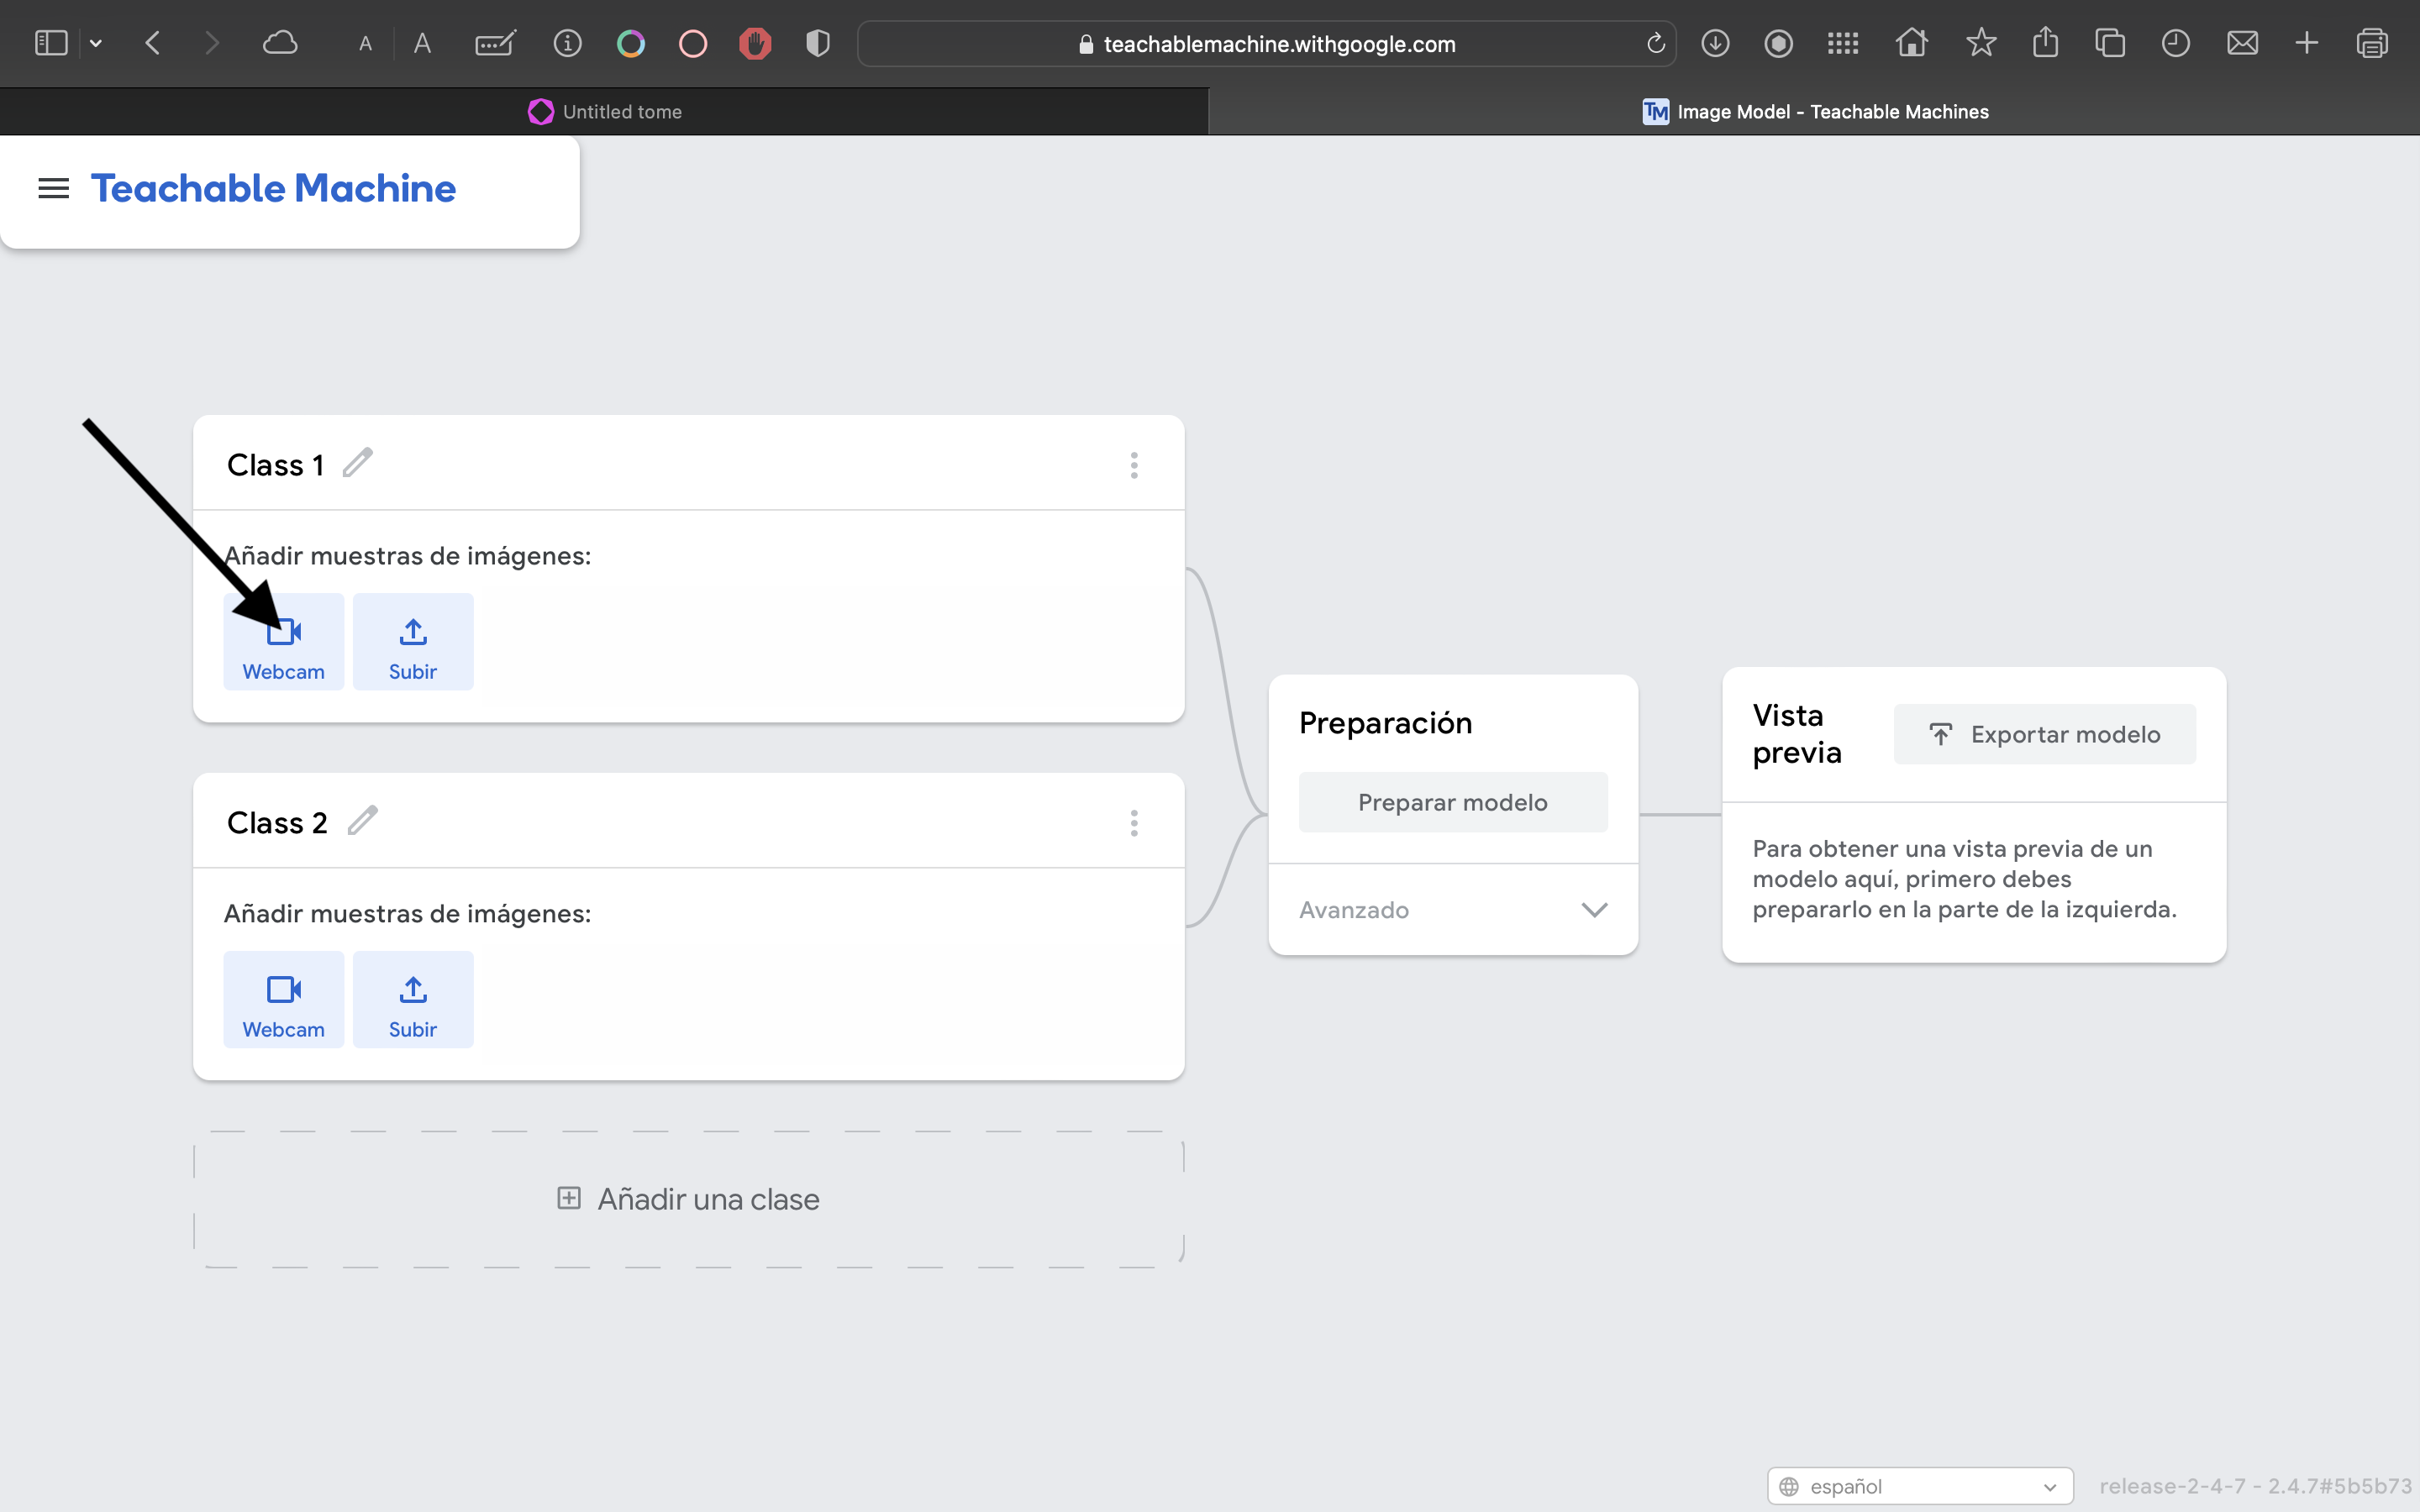 A A teachablemachine.withgoogle.com
Untitled tome
TM Image Model - Teachable Machines
Teachable Machine
Class 1
Añadir muestras de imágenes:
Webcam Subir
Class 2
Añadir muestras de imágenes:
Webcam Subir
Añadir una clase
Preparación
Preparar modelo
Avanzado
Vista
previa
Exportar modelo
Para obtener una vista previa de un
modelo aquí, primero debes
prepararlo en la parte de la izquierda.
español
release-2-4-7 - 2.4.7#5b5b73